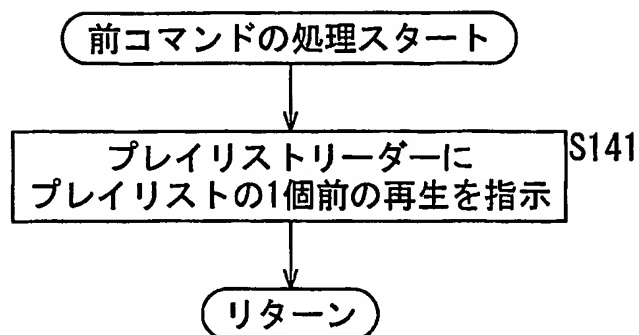 前コマンドの処理スタート
プレイリストリーダーに
プレイリストの1個前の再生を指示
S141
リターン